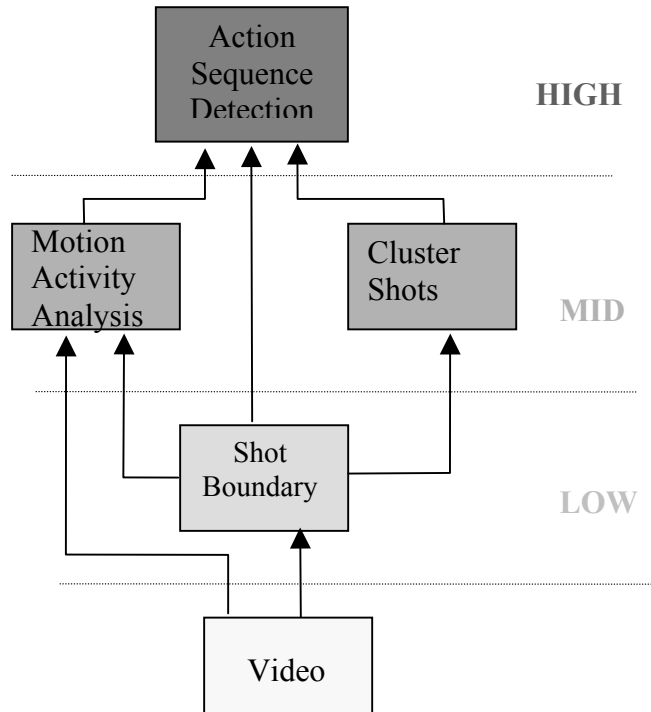 Action
Sequence
Detection
HIGH
Motion
Activity
Analysis
Cluster
Shots
MID
Shot
Boundary
LOW
Video